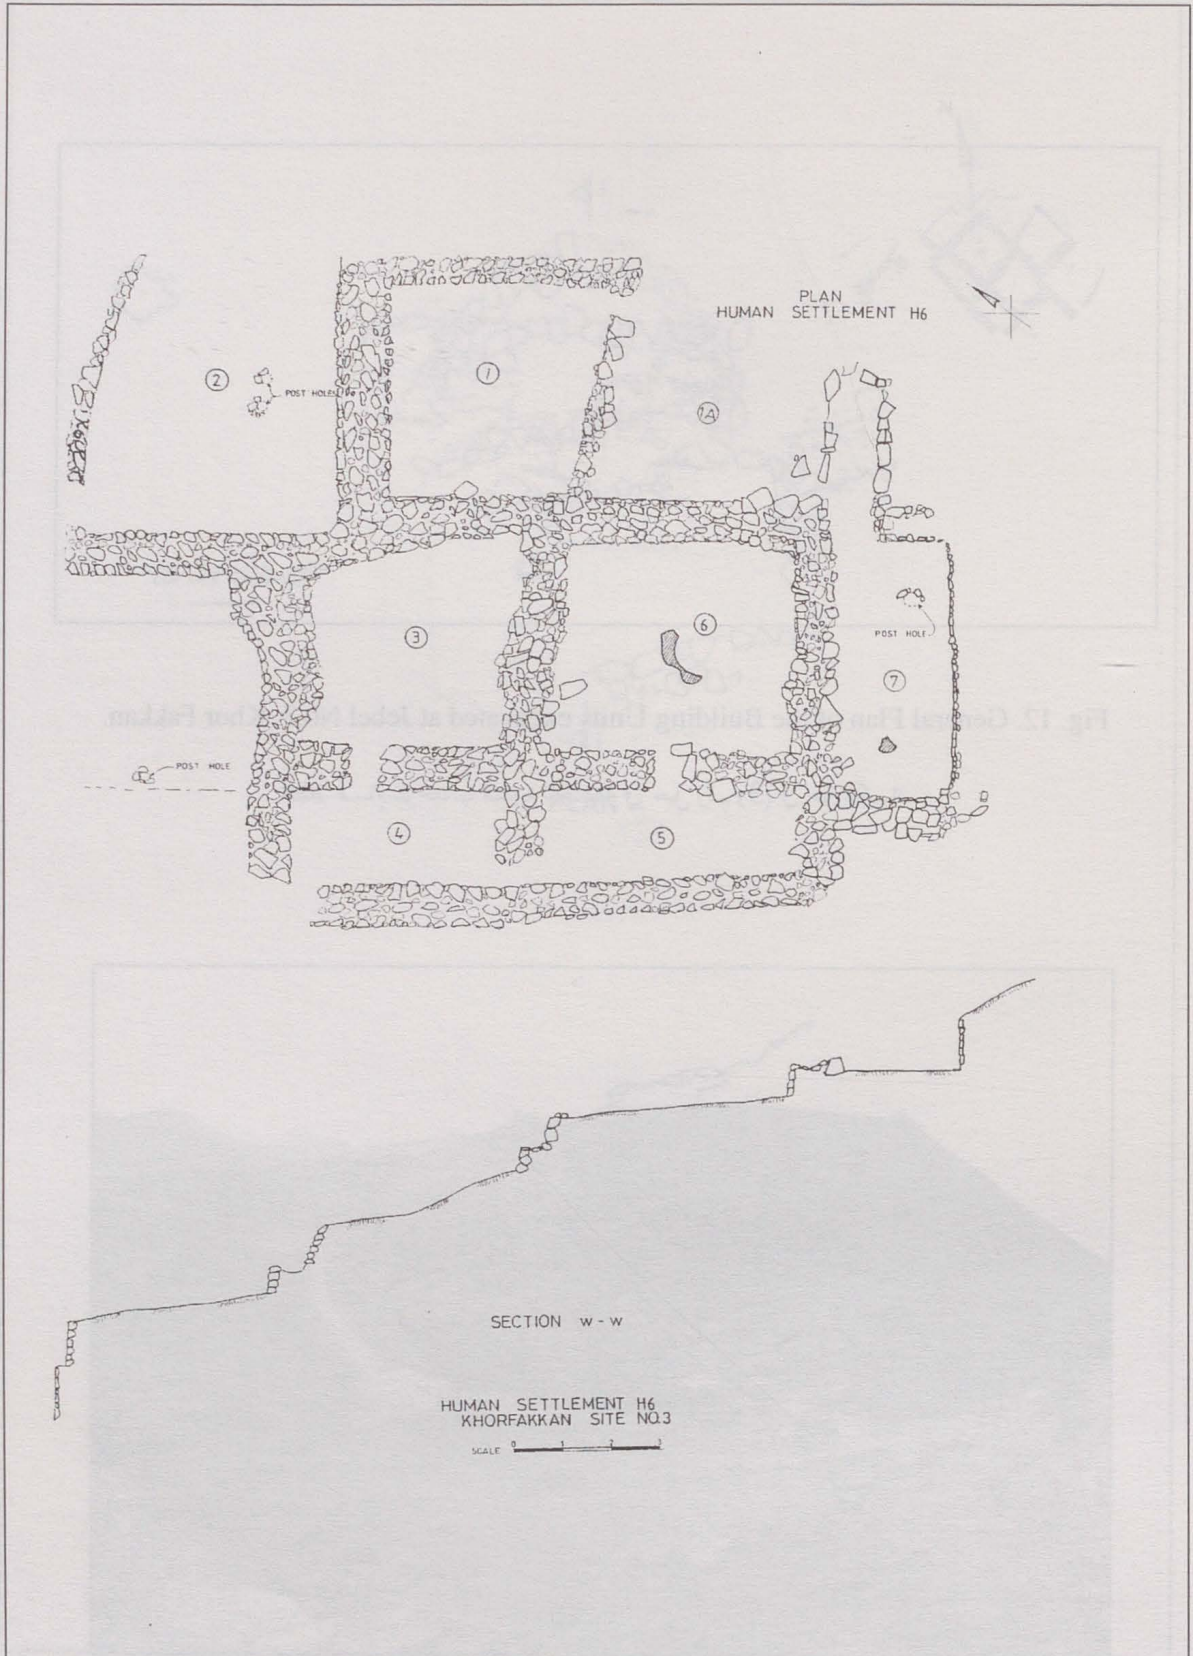 PLAN
HUMAN SETTLEMENT H6
1
2
POST HOLES
1A
3
6
POST HOLE
7
POST HOLE
4
5
SECTION W-W
HUMAN SETTLEMENT H6
KHORFAKKAN SITE NO.3
SCALE 0 1 2 3